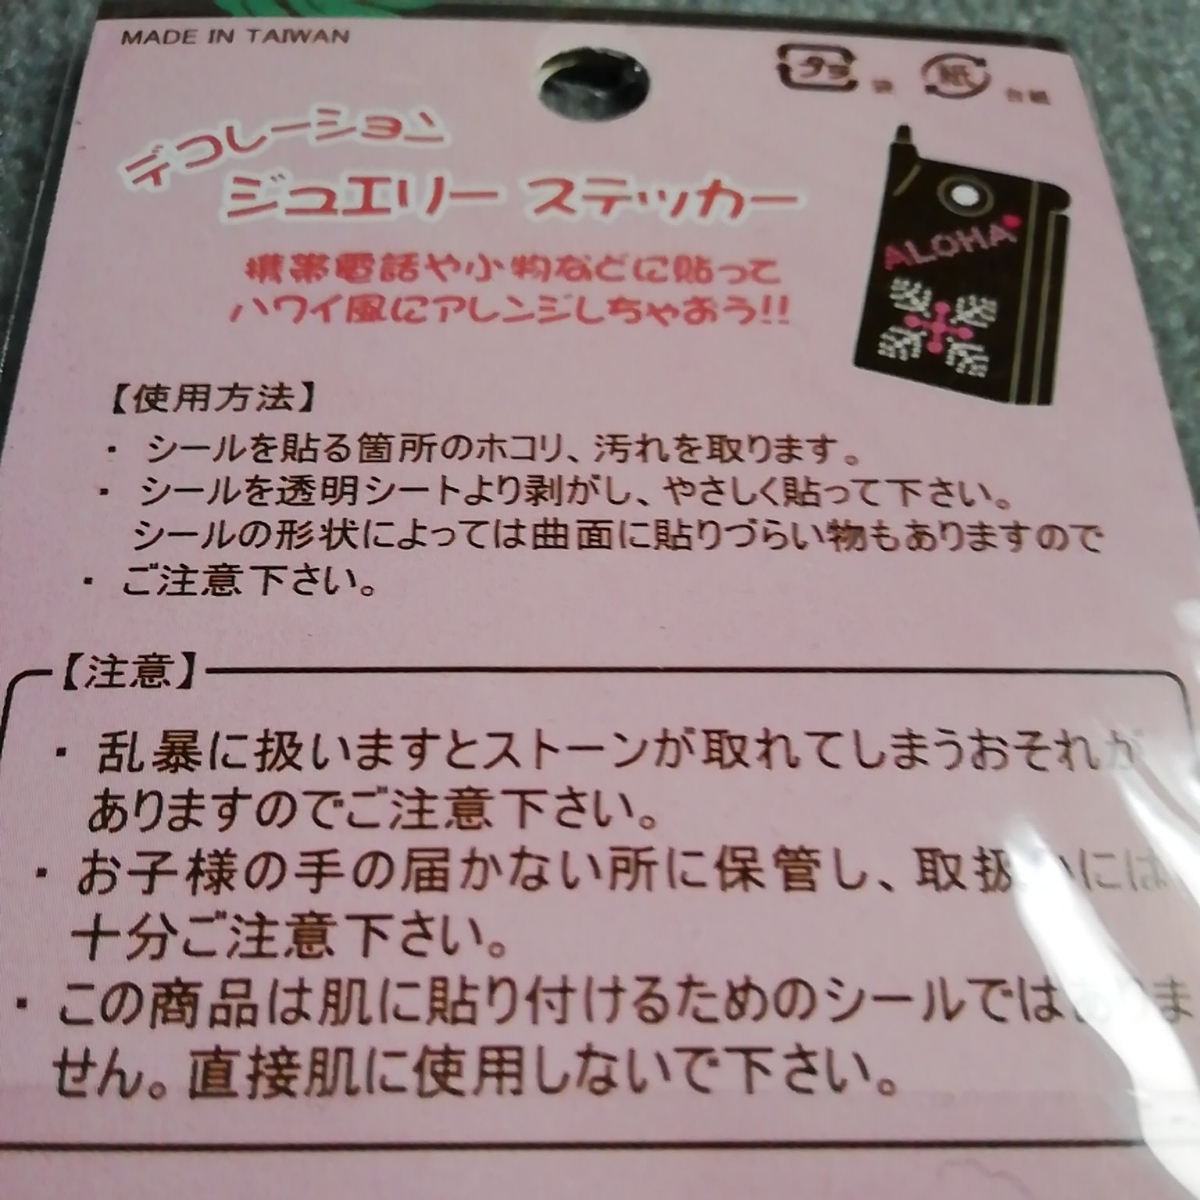 MADE IN TAIWAN
プラ 袋 紙 台紙
デコレーション
ジュエリー ステッカー
携帯電話や小物などに貼って
ハワイ風にアレンジしちゃおう!!
ALOHA
【使用方法】
・ シールを貼る箇所のホコリ、汚れを取ります。
・ シールを透明シートより剥がし、やさしく貼って下さい。
シールの形状によっては曲面に貼りづらい物もありますので
・ ご注意下さい。
【注意】
・ 乱暴に扱いますとストーンが取れてしまうおそれが
ありますのでご注意下さい。
・ お子様の手の届かない所に保管し、取扱いには
十分ご注意下さい。
・ この商品は肌に貼り付けるためのシールではありま
せん。直接肌に使用しないで下さい。